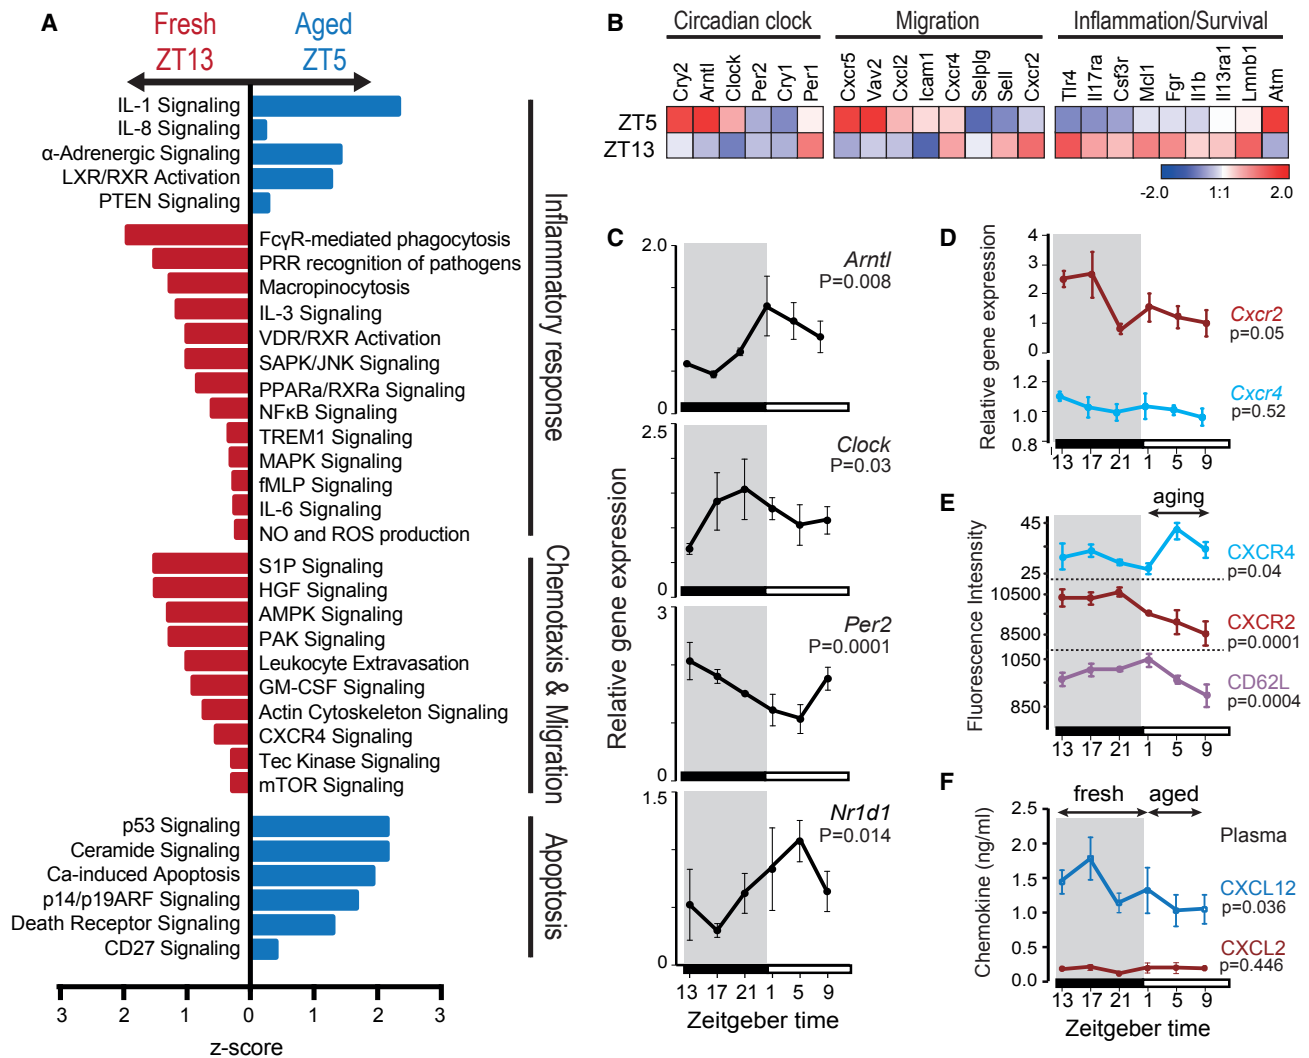 A
Fresh
ZT13
Aged
ZT5
IL-1 Signaling
IL-8 Signaling
α-Adrenergic Signaling
LXR/RXR Activation
PTEN Signaling
FcγR-mediated phagocytosis
PRR recognition of pathogens
Macropinocytosis
IL-3 Signaling
VDR/RXR Activation
SAPK/JNK Signaling
PPARa/RXRa Signaling
NFκB Signaling
TREM1 Signaling
MAPK Signaling
fMLP Signaling
IL-6 Signaling
NO and ROS production
Inflammatory response
S1P Signaling
HGF Signaling
AMPK Signaling
PAK Signaling
Leukocyte Extravasation
GM-CSF Signaling
Actin Cytoskeleton Signaling
CXCR4 Signaling
Tec Kinase Signaling
mTOR Signaling
Chemotaxis & Migration
p53 Signaling
Ceramide Signaling
Ca-induced Apoptosis
p14/p19ARF Signaling
Death Receptor Signaling
CD27 Signaling
Apoptosis
3 2 1 0 1 2 3
z-score
B
Circadian clock
Migration
Inflammation/Survival
Cry2 Arntl Clock Per2 Cry1 Per1
Cxcr5 Vav2 Cxcl2 Icam1 Cxcr4 Selplg Sell Cxcr2
Tlr4 Il17ra Csf3r Mcl1 Fgr Il1b Il13ra1 Lmnb1 Atm
ZT5
ZT13
-2.0 1:1 2.0
C
Relative gene expression
2.0
Arntl
P=0.008
0
2.5
Clock
P=0.03
0
3
Per2
P=0.0001
0
1.5
Nr1d1
P=0.014
0
13 17 21 1 5 9
Zeitgeber time
D
Relative gene expression
4
3
2
1
0
Cxcr2
p=0.05
1.2
1.0
0.8
Cxcr4
p=0.52
13 17 21 1 5 9
E
aging
Fluorescence Intesnsity
45
25
CXCR4
p=0.04
10500
8500
CXCR2
p=0.0001
1050
850
CD62L
p=0.0004
13 17 21 1 5 9
F
fresh
aged
Chemokine (ng/ml)
2.5
2.0
1.5
1.0
0.5
0.0
Plasma
CXCL12
p=0.036
CXCL2
p=0.446
13 17 21 1 5 9
Zeitgeber time